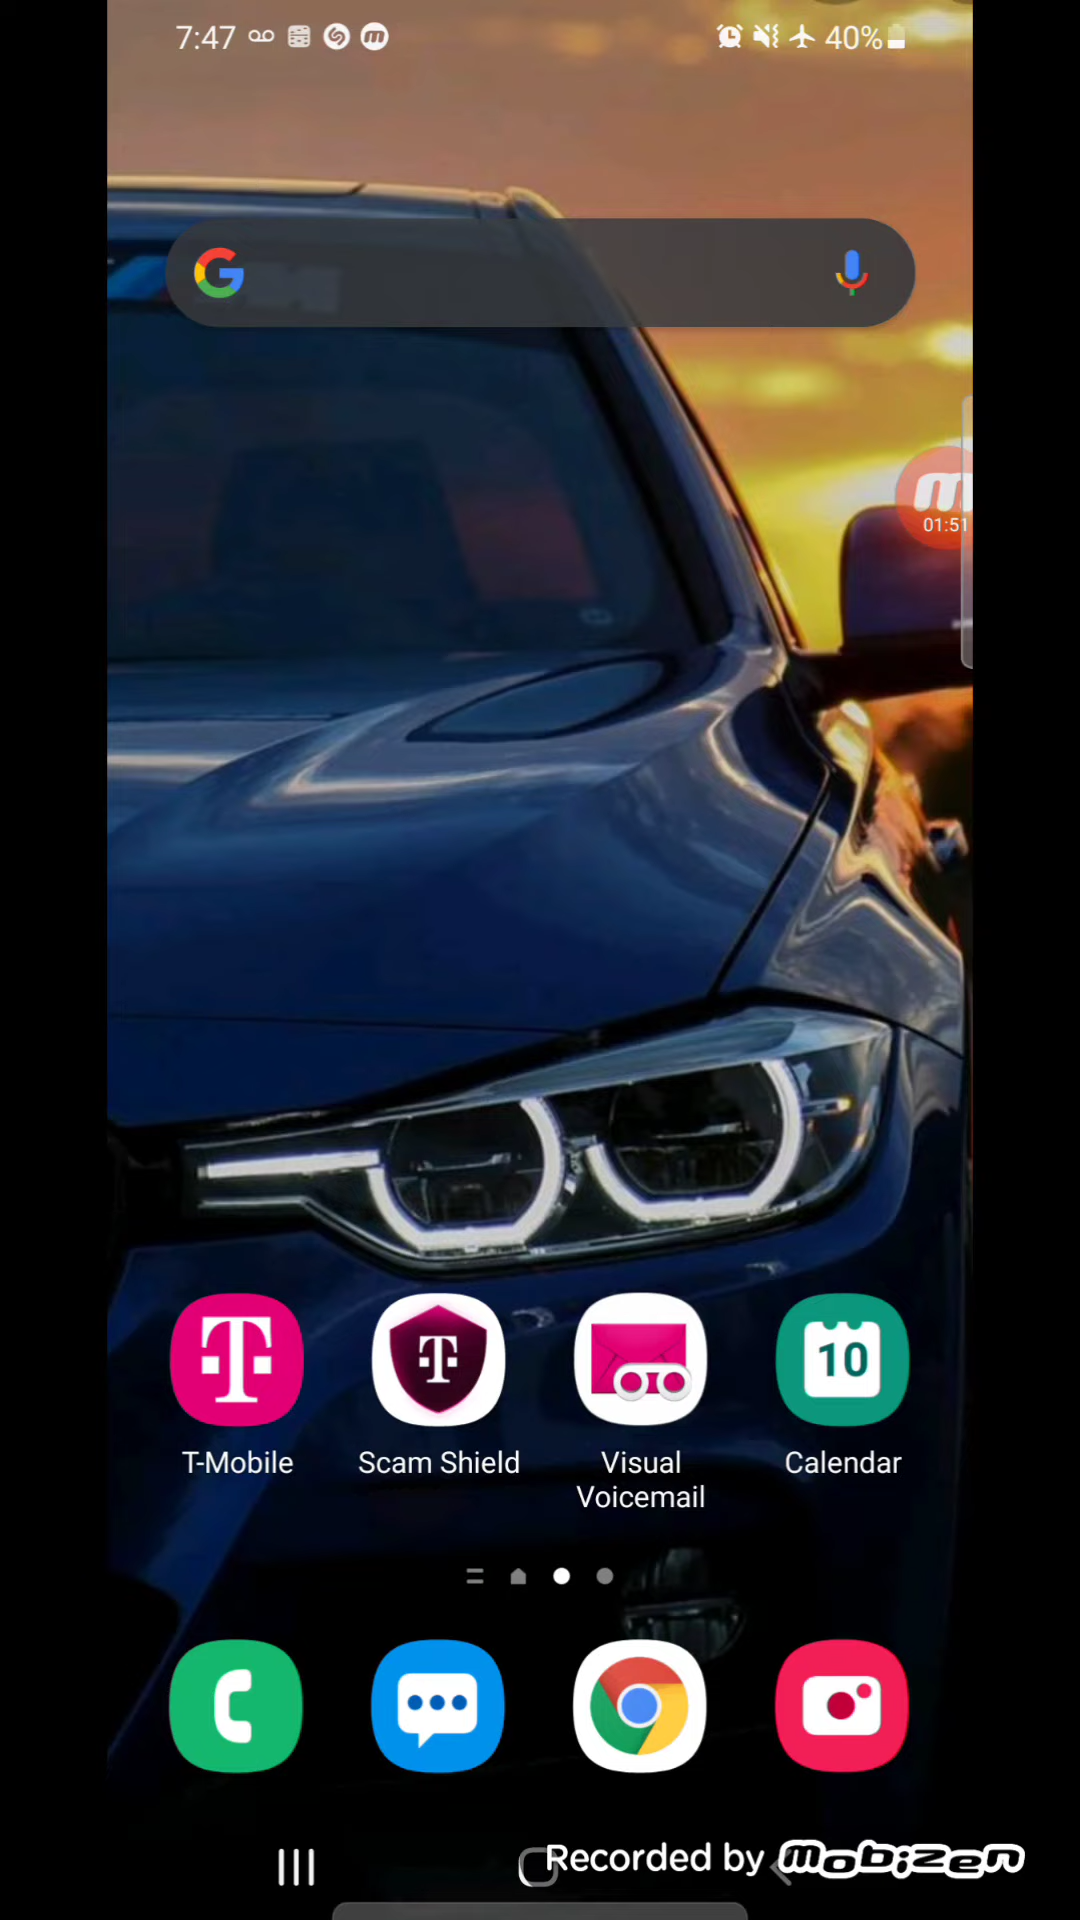 7:47
40%
01:51
10
T-Mobile
Scam Shield
Visual
Voicemail
Calendar
Recorded by mobizen